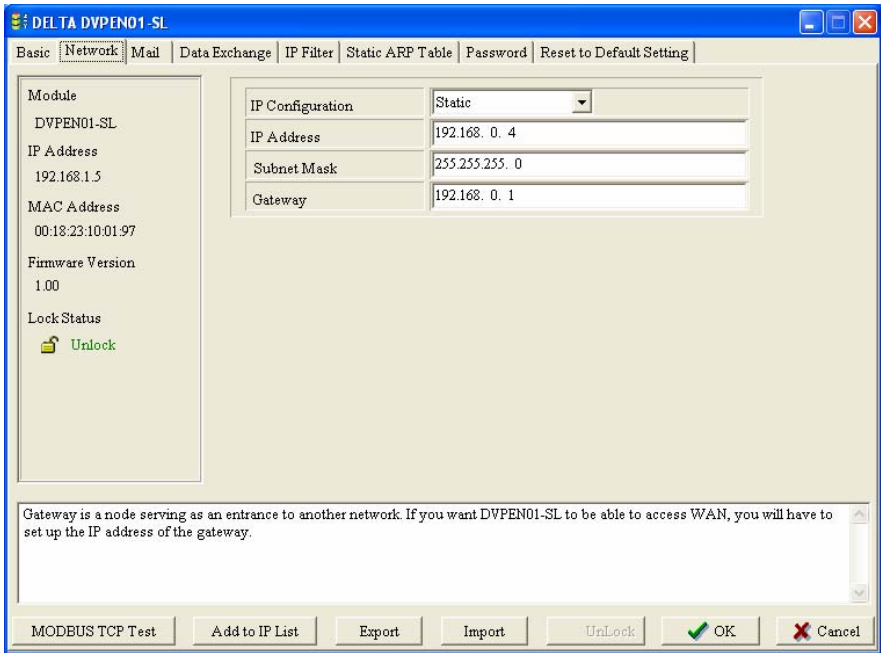 DELTA DVPEN01-SL
Basic Network Mail Data Exchange IP Filter Static ARP Table Password Reset to Default Setting
Module
DVPEN01-SL
IP Address
192.168.1.5
MAC Address
00:18:23:10:01:97
Firmware Version
1.00
Lock Status
Unlock
IP Configuration Static
IP Address 192.168. 0. 4
Subnet Mask 255.255.255. 0
Gateway 192.168. 0. 1
Gateway is a node serving as an entrance to another network. If you want DVPEN01-SL to be able to access WAN, you will have to
set up the IP address of the gateway.
MODBUS TCP Test Add to IP List Export Import UnLock OK Cancel